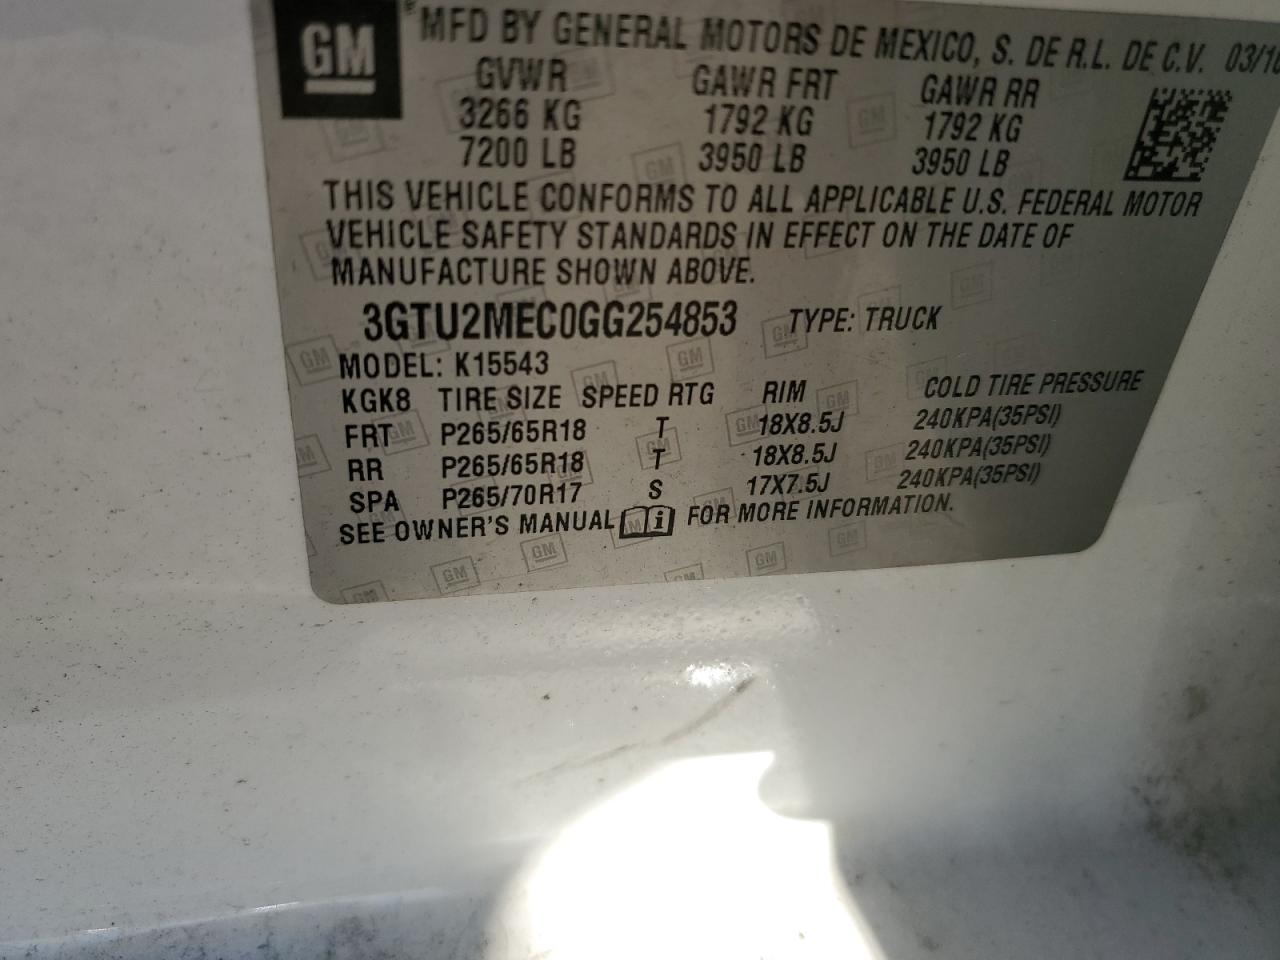 GM
MFD BY GENERAL MOTORS DE MEXICO, S. DE R.L. DE C.V.
GVWR GAWR FRT GAWR RR
3266 KG 1792 KG 1792 KG
7200 LB 3950 LB 3950 LB
THIS VEHICLE CONFORMS TO ALL APPLICABLE U.S. FEDERAL MOTOR
VEHICLE SAFETY STANDARDS IN EFFECT ON THE DATE OF
MANUFACTURE SHOWN ABOVE.
3GTU2MEC0GG254853 TYPE: TRUCK
MODEL: K15543
KGK8 TIRE SIZE SPEED RTG RIM COLD TIRE PRESSURE
FRT P265/65R18 T 18X8.5J 240KPA(35PSI)
RR P265/65R18 T 18X8.5J 240KPA(35PSI)
SPA P265/70R17 S 17X7.5J 240KPA(35PSI)
SEE OWNER'S MANUAL FOR MORE INFORMATION.